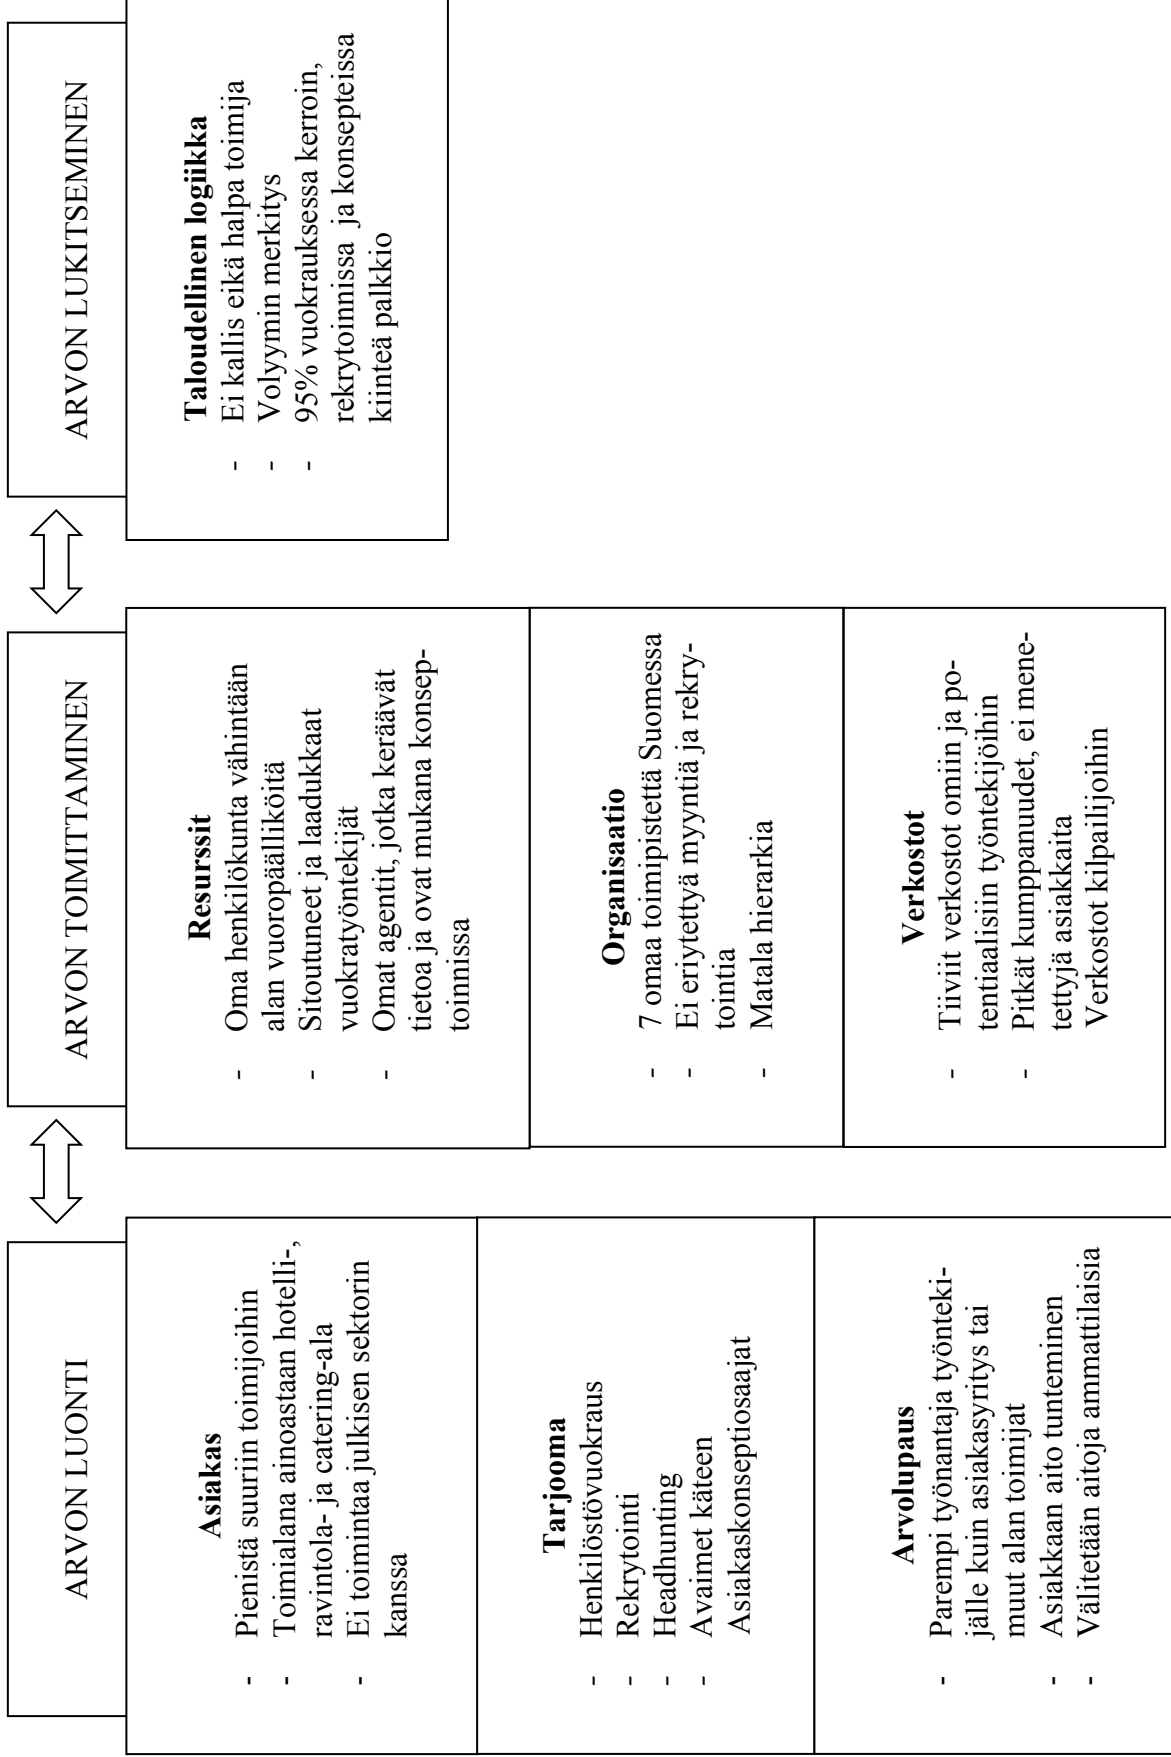 ARVON LUONTI
Asiakas
- Pienistä suuriin toimijoihin
- Toimialana ainoastaan hotelli-,
ravintola- ja catering-ala
- Ei toimintaa julkisen sektorin
kanssa
Tarjooma
- Henkilöstövuokraus
- Rekrytointi
- Headhunting
- Avaimet käteen
Asiakaskonseptiosaajat
Arvolupaus
- Parempi työnantaja työnteki-
jälle kuin asiakasyritys tai
muut alan toimijat
- Asiakkaan aito tunteminen
- Välitetään aitoja ammattilaisia
ARVON TOIMITTAMINEN
Resurssit
- Oma henkilökunta vähintään
alan vuoropäälliköitä
- Sitoutuneet ja laadukkaat
vuokratyöntekijät
- Omat agentit, jotka keräävät
tietoa ja ovat mukana konsep-
toinnissa
Organisaatio
- 7 omaa toimipistettä Suomessa
- Ei eriytettyä myyntiä ja rekry-
tointia
- Matala hierarkia
Verkostot
- Tiiviit verkostot omiin ja po-
tentiaalisiin työntekijöihin
- Pitkät kumppanuudet, ei mene-
tettyjä asiakkaita
Verkostot kilpailijoihin
ARVON LUKITSEMINEN
Taloudellinen logiikka
- Ei kallis eikä halpa toimija
- Volyymin merkitys
- 95% vuokrauksessa kerroin,
rekrytoinnissa ja konsepteissa
kiinteä palkkio